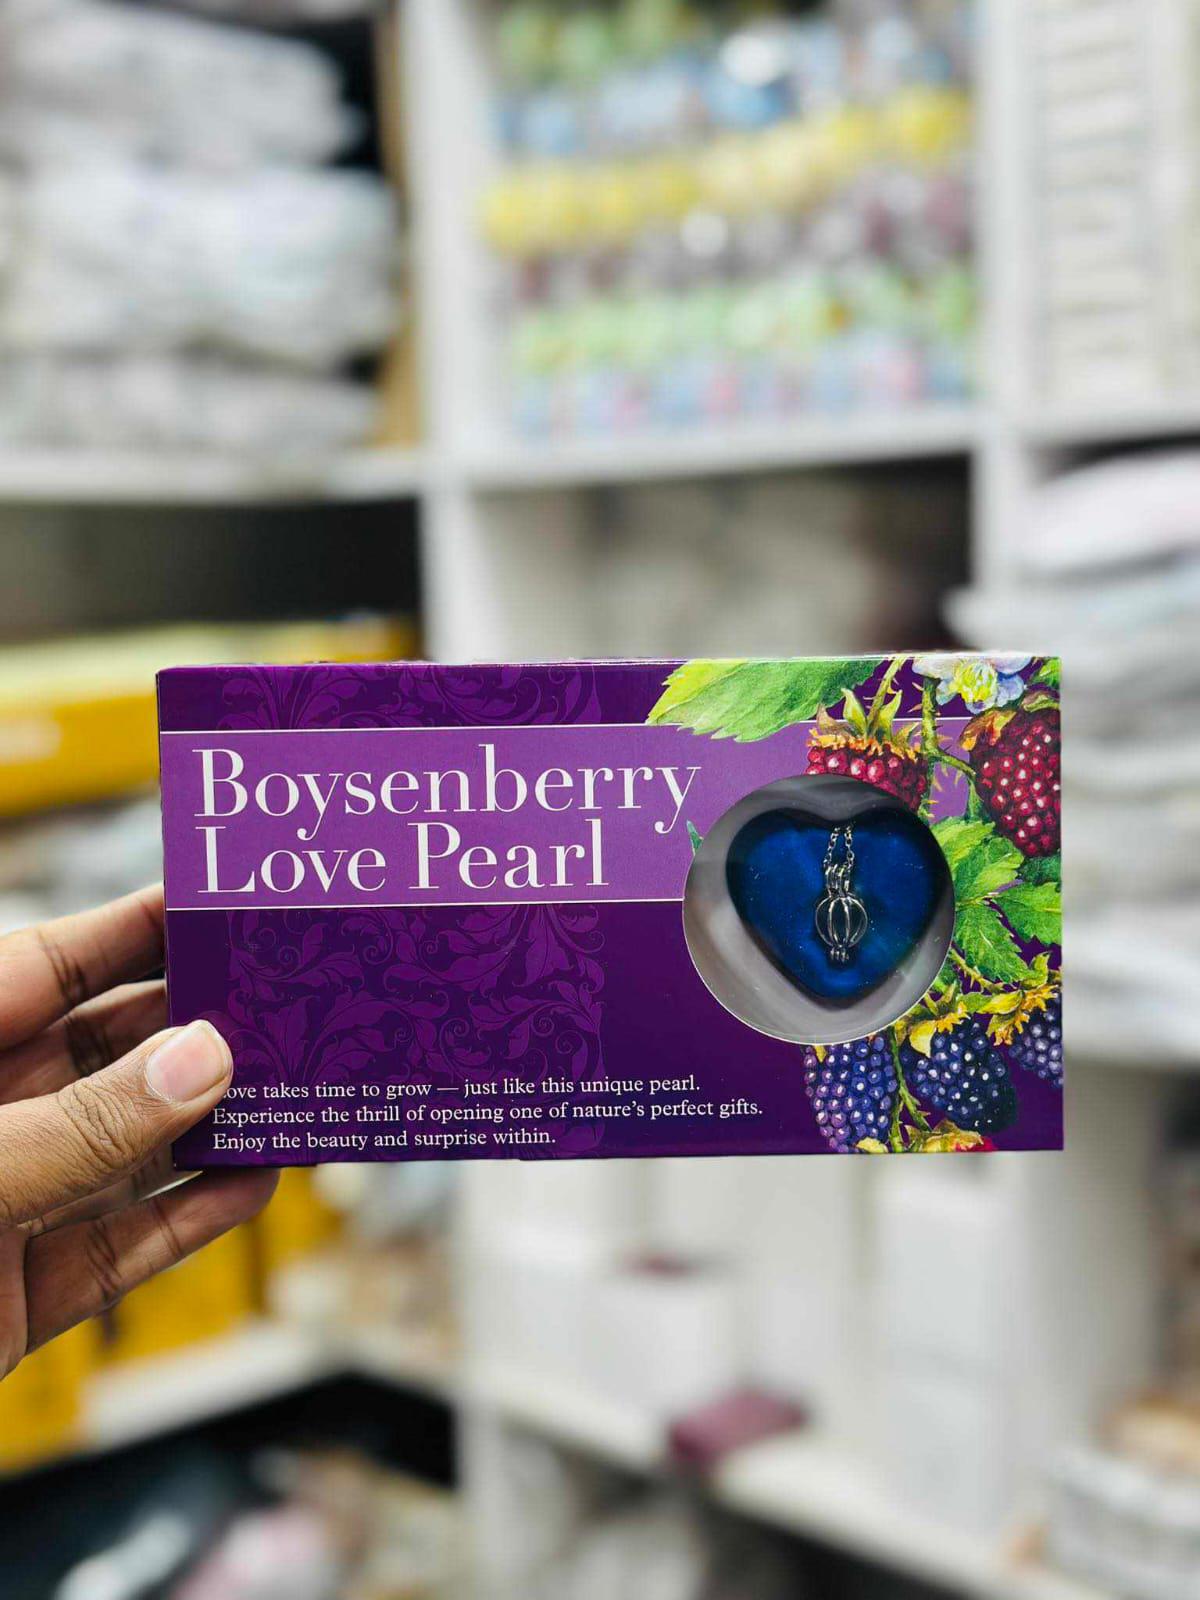 Boysenberry
Love Pearl
takes time to grow — just like this unique pearl.
Experience the thrill of opening one of nature's perfect gifts.
Enjoy the beauty and surprise within.